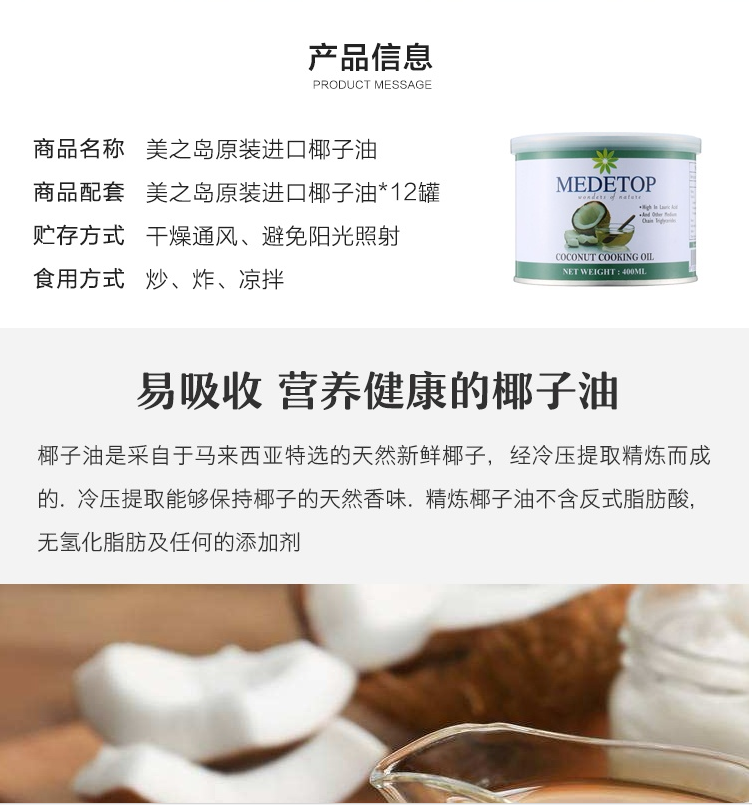 产品信息
PRODUCT MESSAGE
商品名称 美之岛原装进口椰子油
商品配套 美之岛原装进口椰子油*12罐
贮存方式 干燥通风、避免阳光照射
食用方式 炒、炸、凉拌
MEDETOP
wonders of nature
•High In Lauric Acid
•And Other Medium
Chain Triglycerides
COCONUT COOKING OIL
NET WEIGHT : 400ML
易吸收 营养健康的椰子油
椰子油是采自于马来西亚特选的天然新鲜椰子，经冷压提取精炼而成
的. 冷压提取能够保持椰子的天然香味. 精炼椰子油不含反式脂肪酸,
无氢化脂肪及任何的添加剂